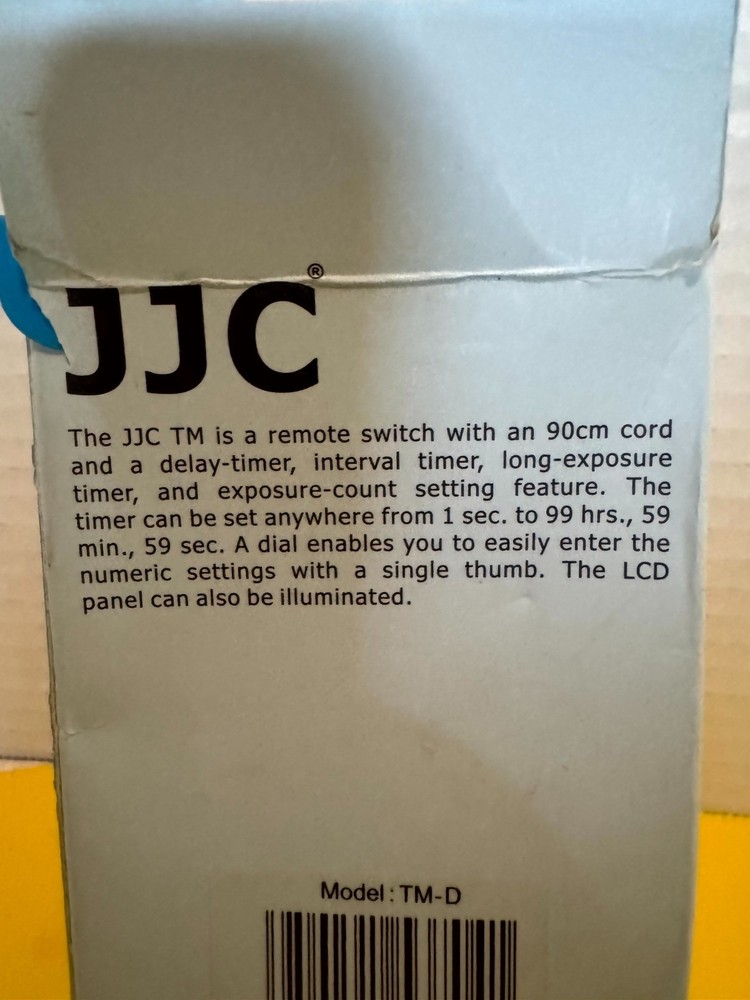 ®
JJC
The JJC TM is a remote switch with an 90cm cord
and a delay-timer, interval timer, long-exposure
timer, and exposure-count setting feature. The
timer can be set anywhere from 1 sec. to 99 hrs., 59
min., 59 sec. A dial enables you to easily enter the
numeric settings with a single thumb. The LCD
panel can also be illuminated.
Model: TM-D